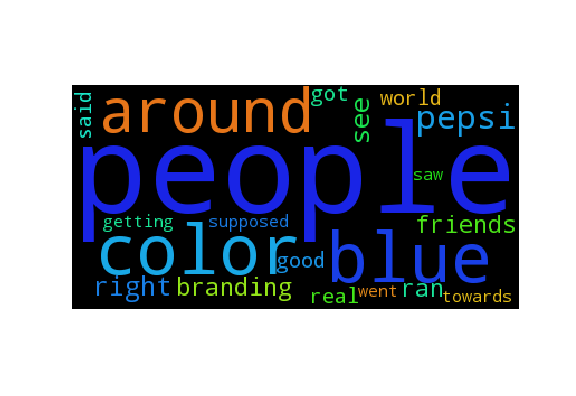 said
around
got
see
world
pepsi
people
saw
getting
supposed
friends
color
good
blue
right
branding
real
went
ran
towards